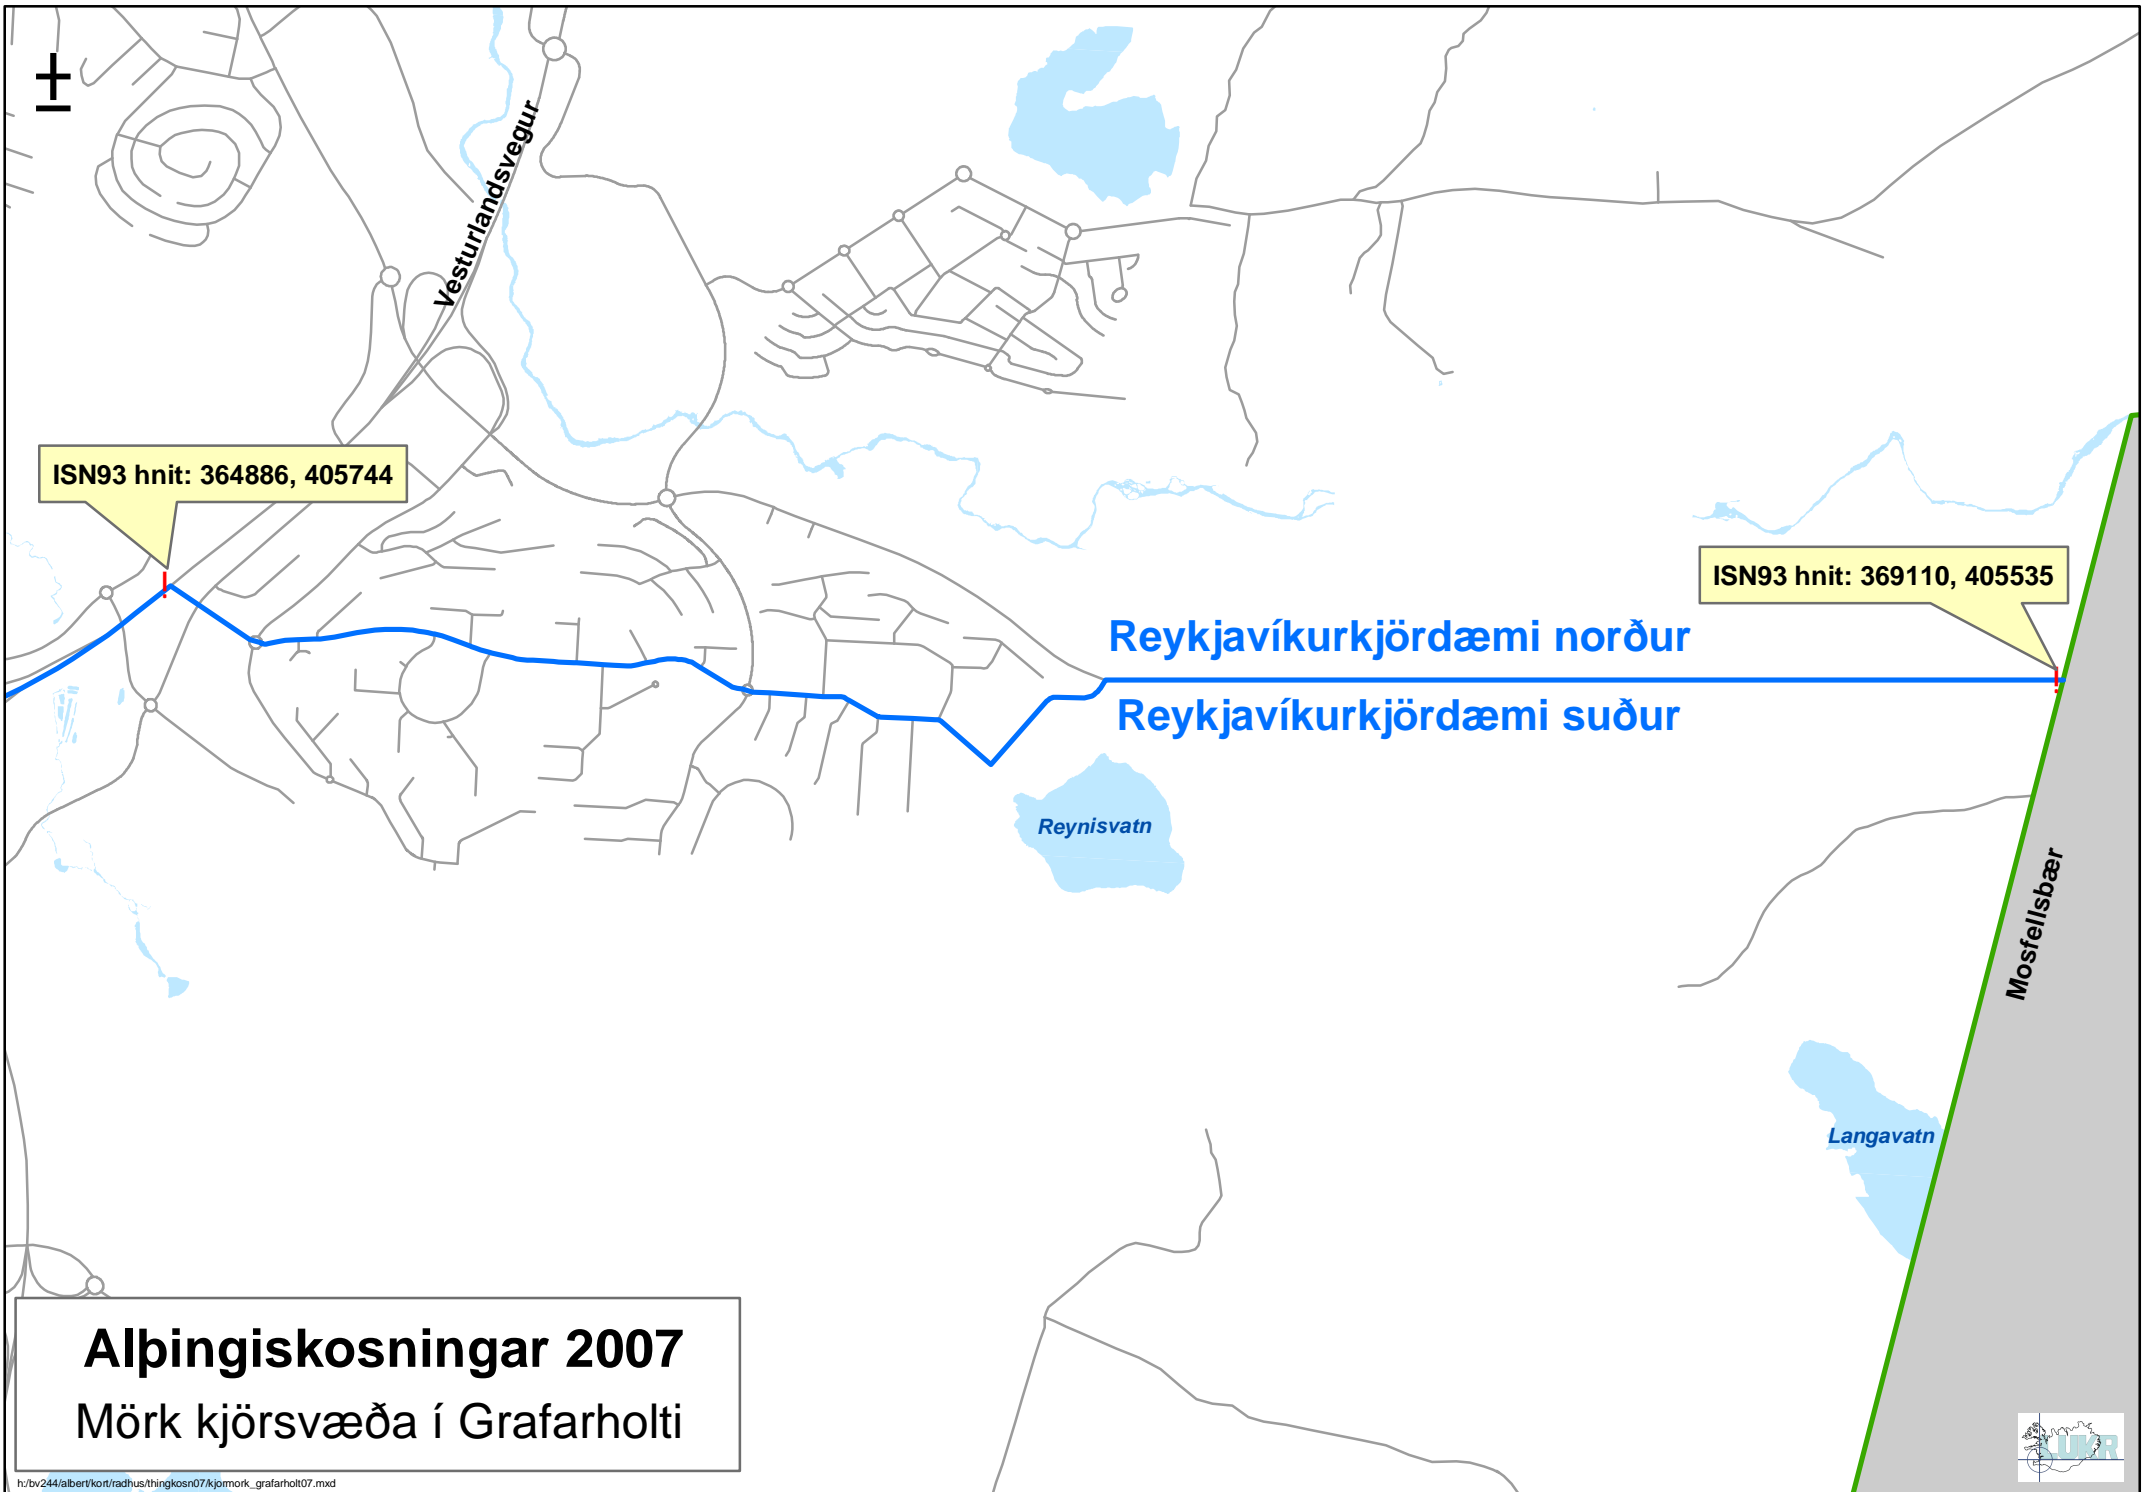 ±
Vesturlandsvegur
ISN93 hnit: 364886, 405744
ISN93 hnit: 369110, 405535
Reykjavíkurkjördæmi norður
Reykjavíkurkjördæmi suður
Reynisvatn
Mosfellsbær
Langavatn
Alþingiskosningar 2007
Mörk kjörsvæða í Grafarholti
LUKR
h:/bv244/albert/kort/radhus/thingkosn07/kjormork_grafarholt07.mxd